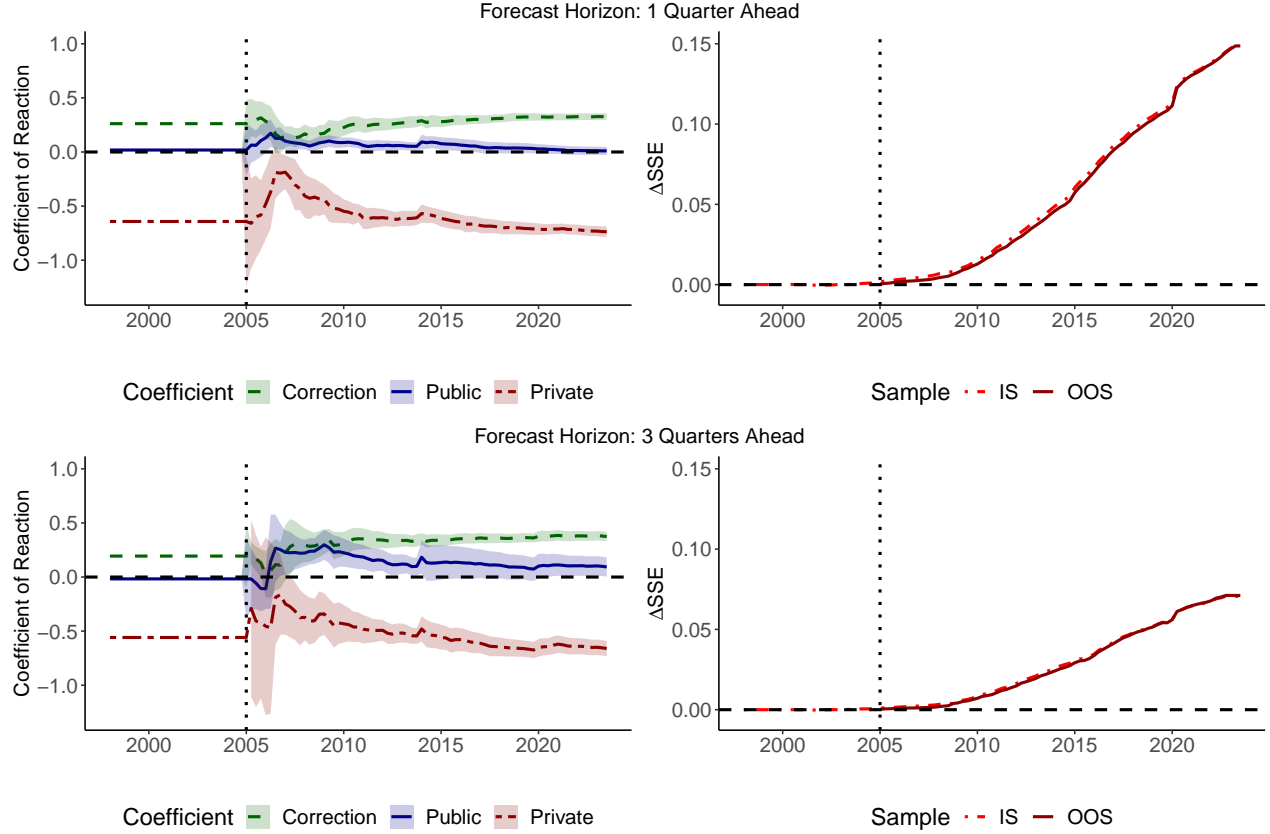 Forecast Horizon: 1 Quarter Ahead
Coefficient of Reaction
1.0
0.5
0.0
−0.5
−1.0
2000 2005 2010 2015 2020
Coefficient Correction Public Private
ΔSSE
0.15
0.10
0.05
0.00
2000 2005 2010 2015 2020
Sample IS OOS
Forecast Horizon: 3 Quarters Ahead
Coefficient of Reaction
1.0
0.5
0.0
−0.5
−1.0
2000 2005 2010 2015 2020
Coefficient Correction Public Private
ΔSSE
0.15
0.10
0.05
0.00
2000 2005 2010 2015 2020
Sample IS OOS